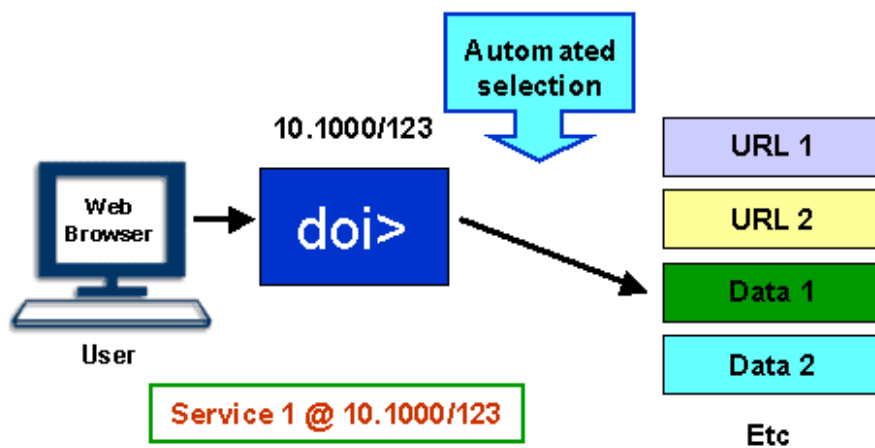 Automated
selection
10.1000/123
Web
Browser
doi>
URL 1
URL 2
Data 1
Data 2
User
Service 1 @ 10.1000/123
Etc